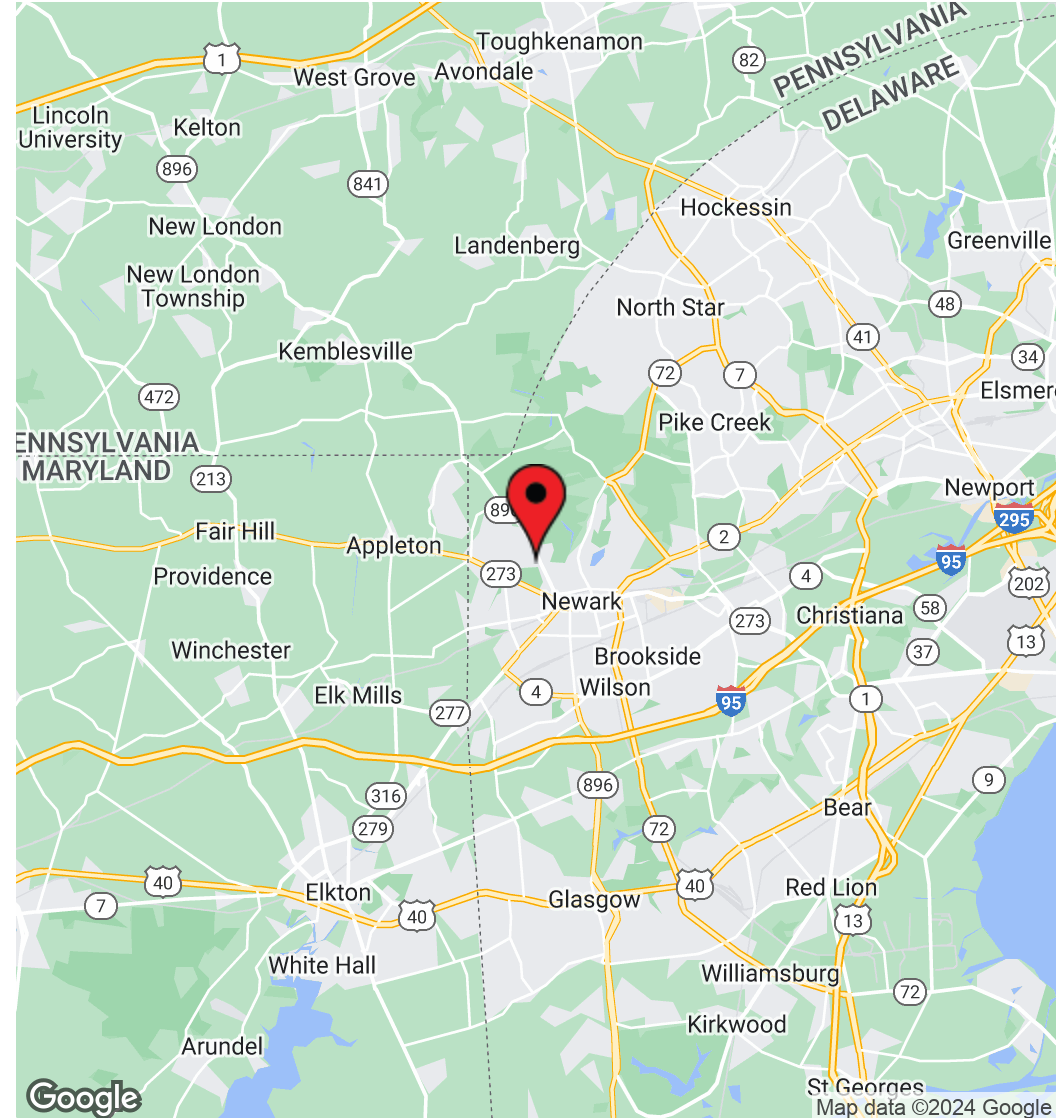 PENNSYLVANIA
DELAWARE
Toughkenamon
1
82
West Grove
Avondale
Lincoln
University
Kelton
896
841
Hockessin
New London
Landenberg
Greenville
New London
Township
48
North Star
41
Kemblesville
34
72
7
Elsmere
472
Pike Creek
ENNSYLVANIA
MARYLAND
213
Newport
896
295
Fair Hill
2
Appleton
95
273
4
Providence
202
Newark
58
273
Christiana
13
Winchester
Brookside
37
Wilson
Elk Mills
4
95
1
277
9
896
316
Bear
279
72
40
40
Red Lion
Elkton
7
Glasgow
40
13
White Hall
Williamsburg
72
Kirkwood
Arundel
St Georges
Google
Map data ©2024 Google